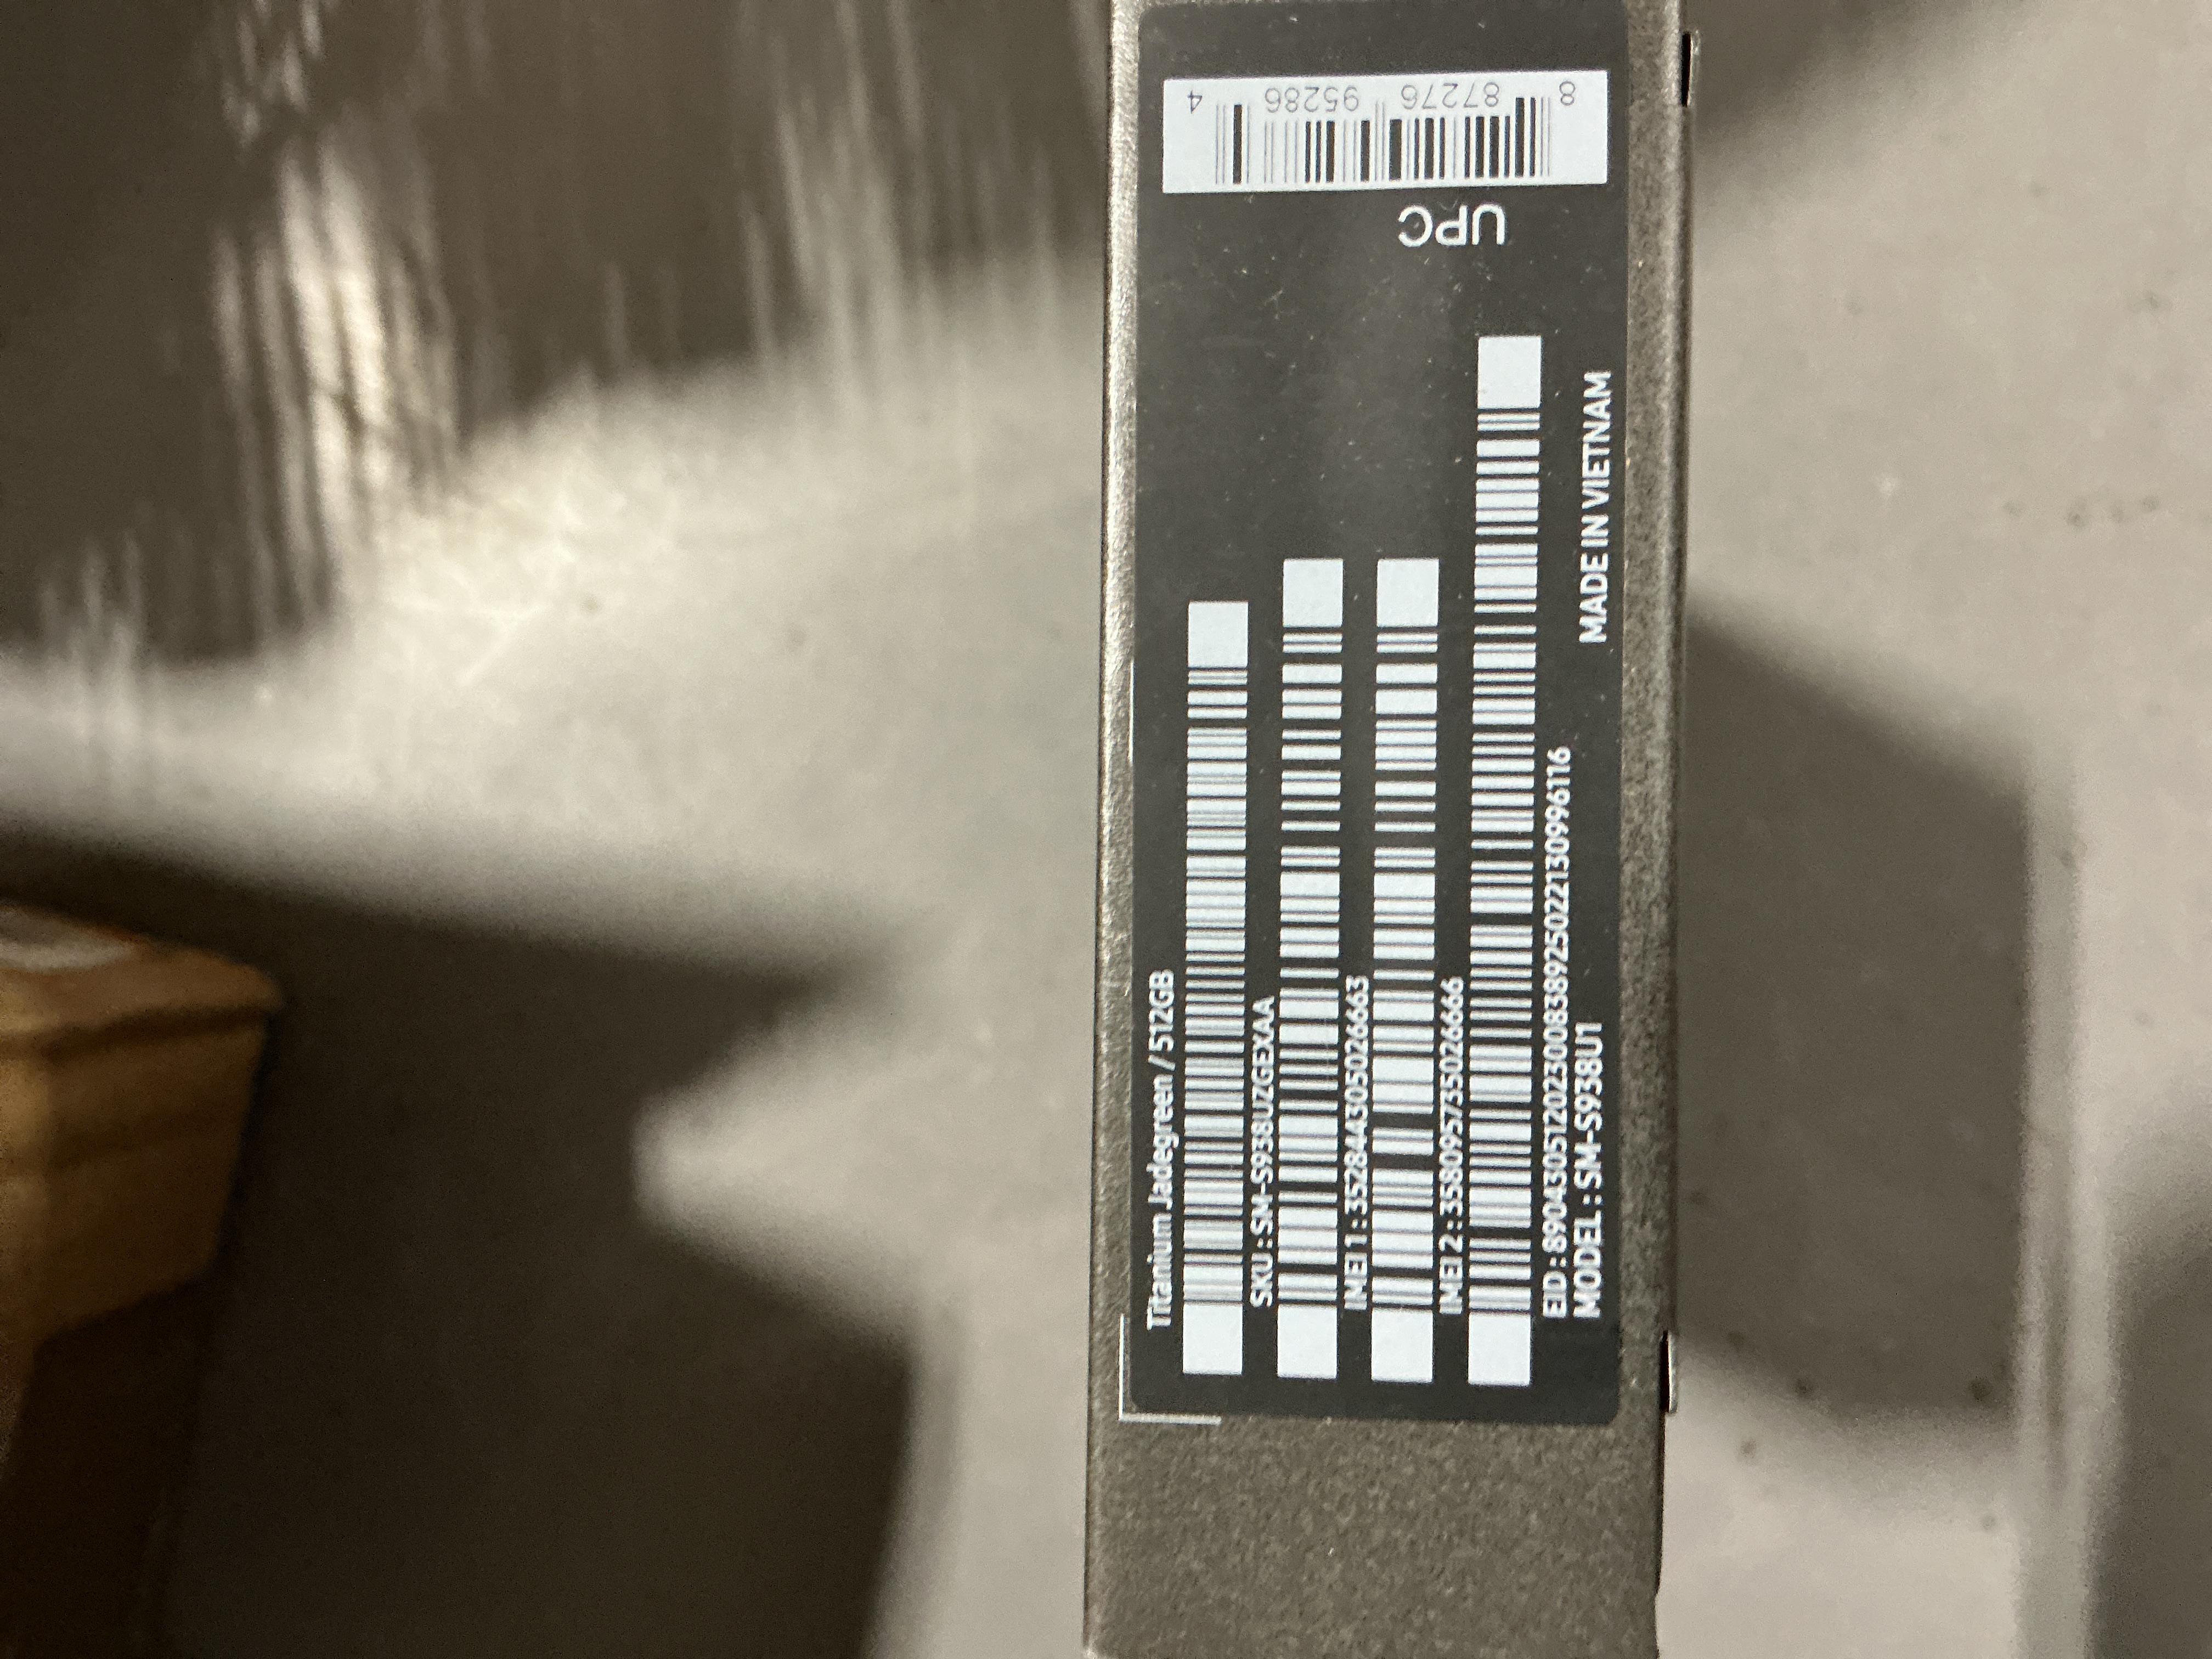 Titanium Jadegreen / 512GB
SKU : SM-S938UZGEXAA
IMEI 1 : 352844305026663
IMEI 2 : 358095735026666
EID : 89043051202300838925022130996116
MODEL : SM-S938U1
MADE IN VIETNAM
UPC
8 87276 95286 4